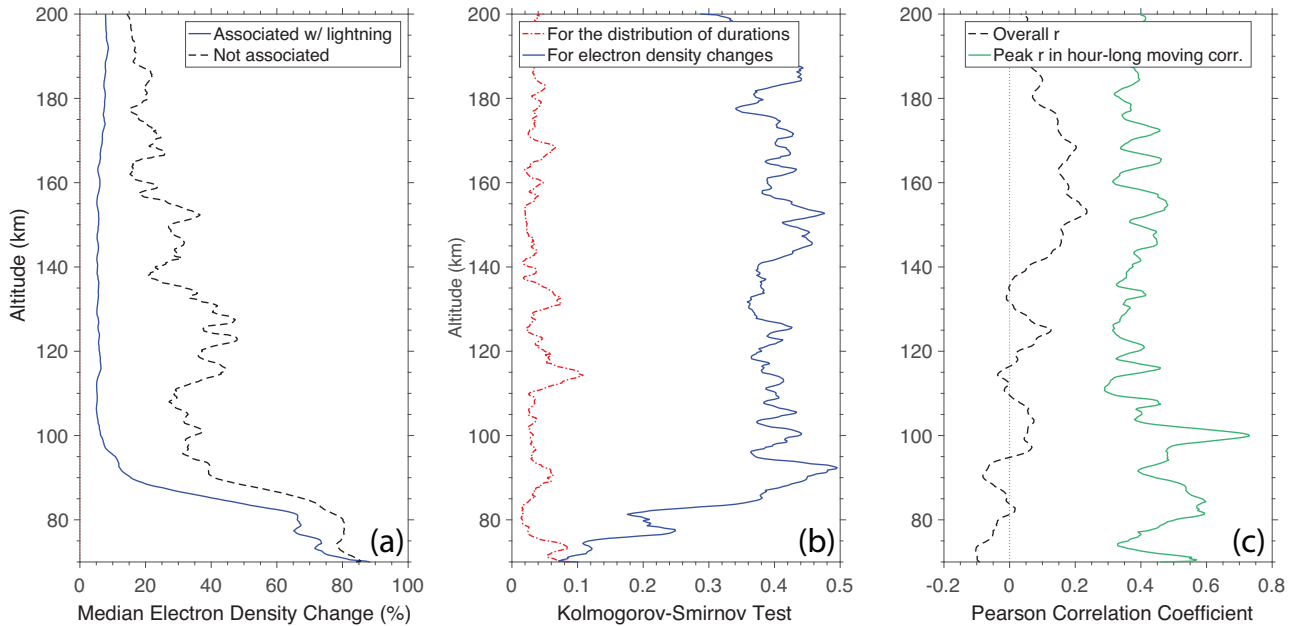 200
180
160
140
120
100
80
Altitude (km)
Associated w/ lightning
Not associated
(a)
0
20
40
60
80
100
Median Electron Density Change (%)
200
180
160
140
120
100
80
Altitude (km)
For the distribution of durations
For electron density changes
(b)
0
0.1
0.2
0.3
0.4
0.5
Kolmogorov-Smirnov Test
200
180
160
140
120
100
80
Overall r
Peak r in hour-long moving corr.
(c)
-0.2
0
0.2
0.4
0.6
0.8
Pearson Correlation Coefficient